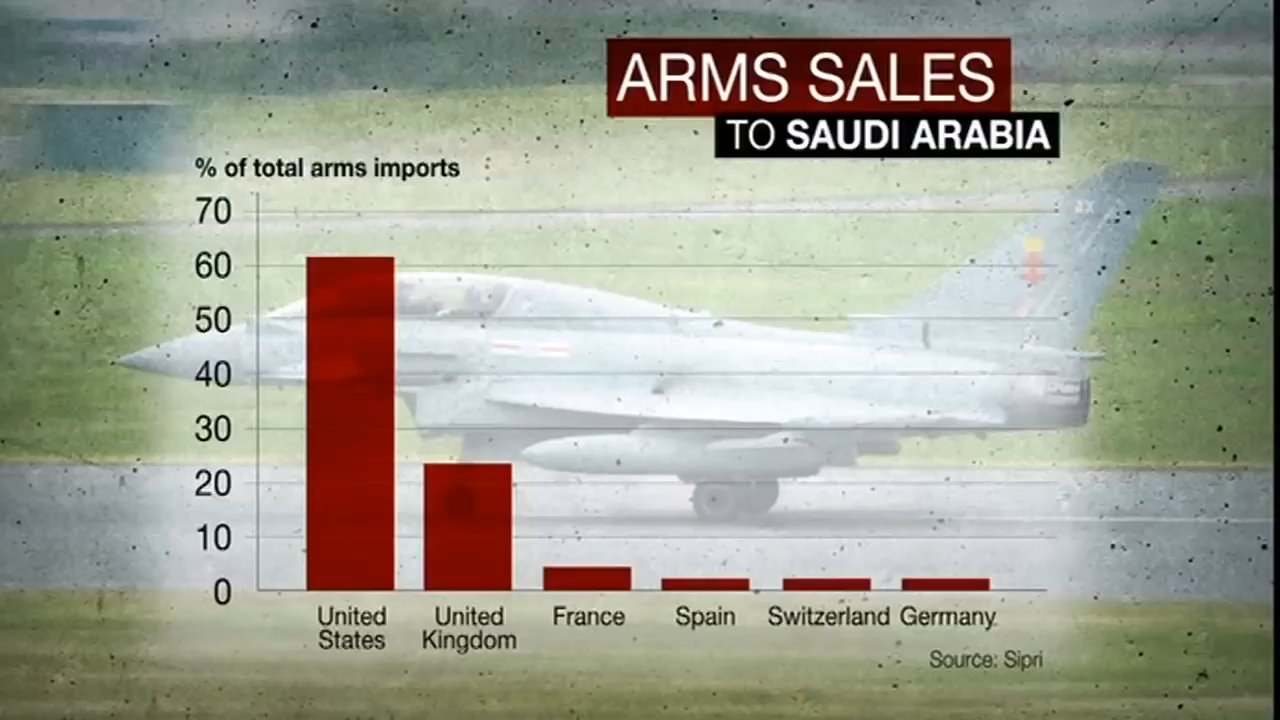 ARMS SALES
TO SAUDI ARABIA
% of total arms imports
70
60
50
40
30
20
10
0
United States
United Kingdom
France
Spain
Switzerland
Germany
Source: Sipri